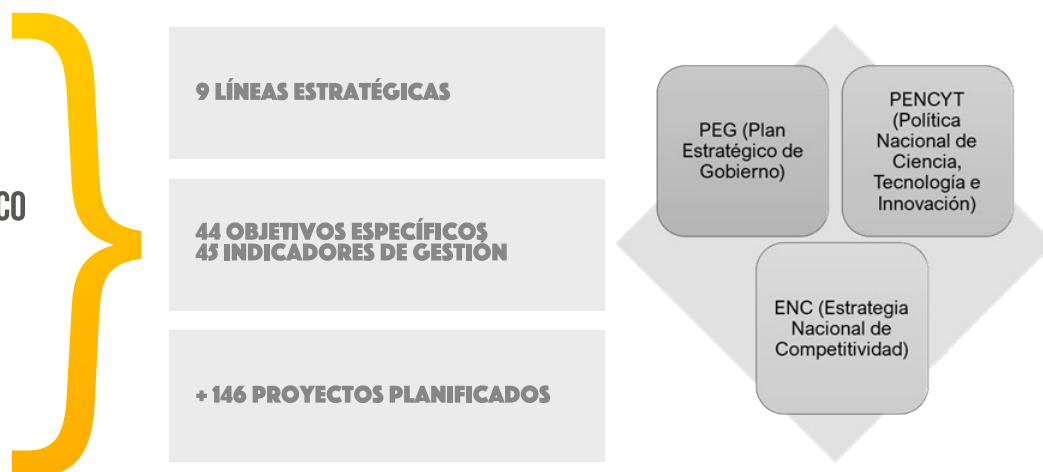 CO
9 LÍNEAS ESTRATÉGICAS
44 OBJETIVOS ESPECÍFICOS
45 INDICADORES DE GESTIÓN
+ 146 PROYECTOS PLANIFICADOS
PEG (Plan
Estratégico de
Gobierno)
PENCYT
(Política
Nacional de
Ciencia,
Tecnología e
Innovación)
ENC (Estrategia
Nacional de
Competitividad)